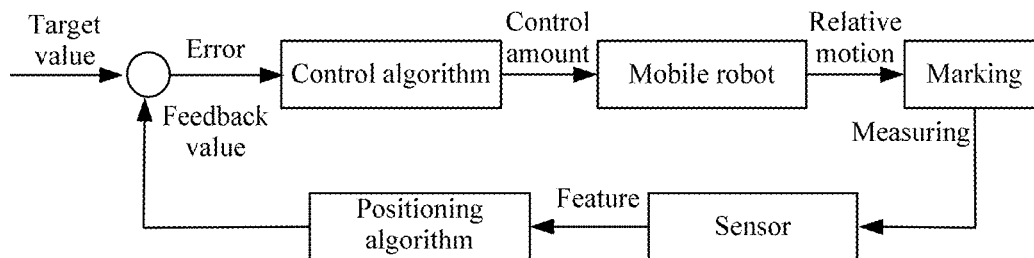 Target
value
Error
Control algorithm
Control
amount
Mobile robot
Relative
motion
Marking
Feedback
value
Measuring
Positioning
algorithm
Feature
Sensor